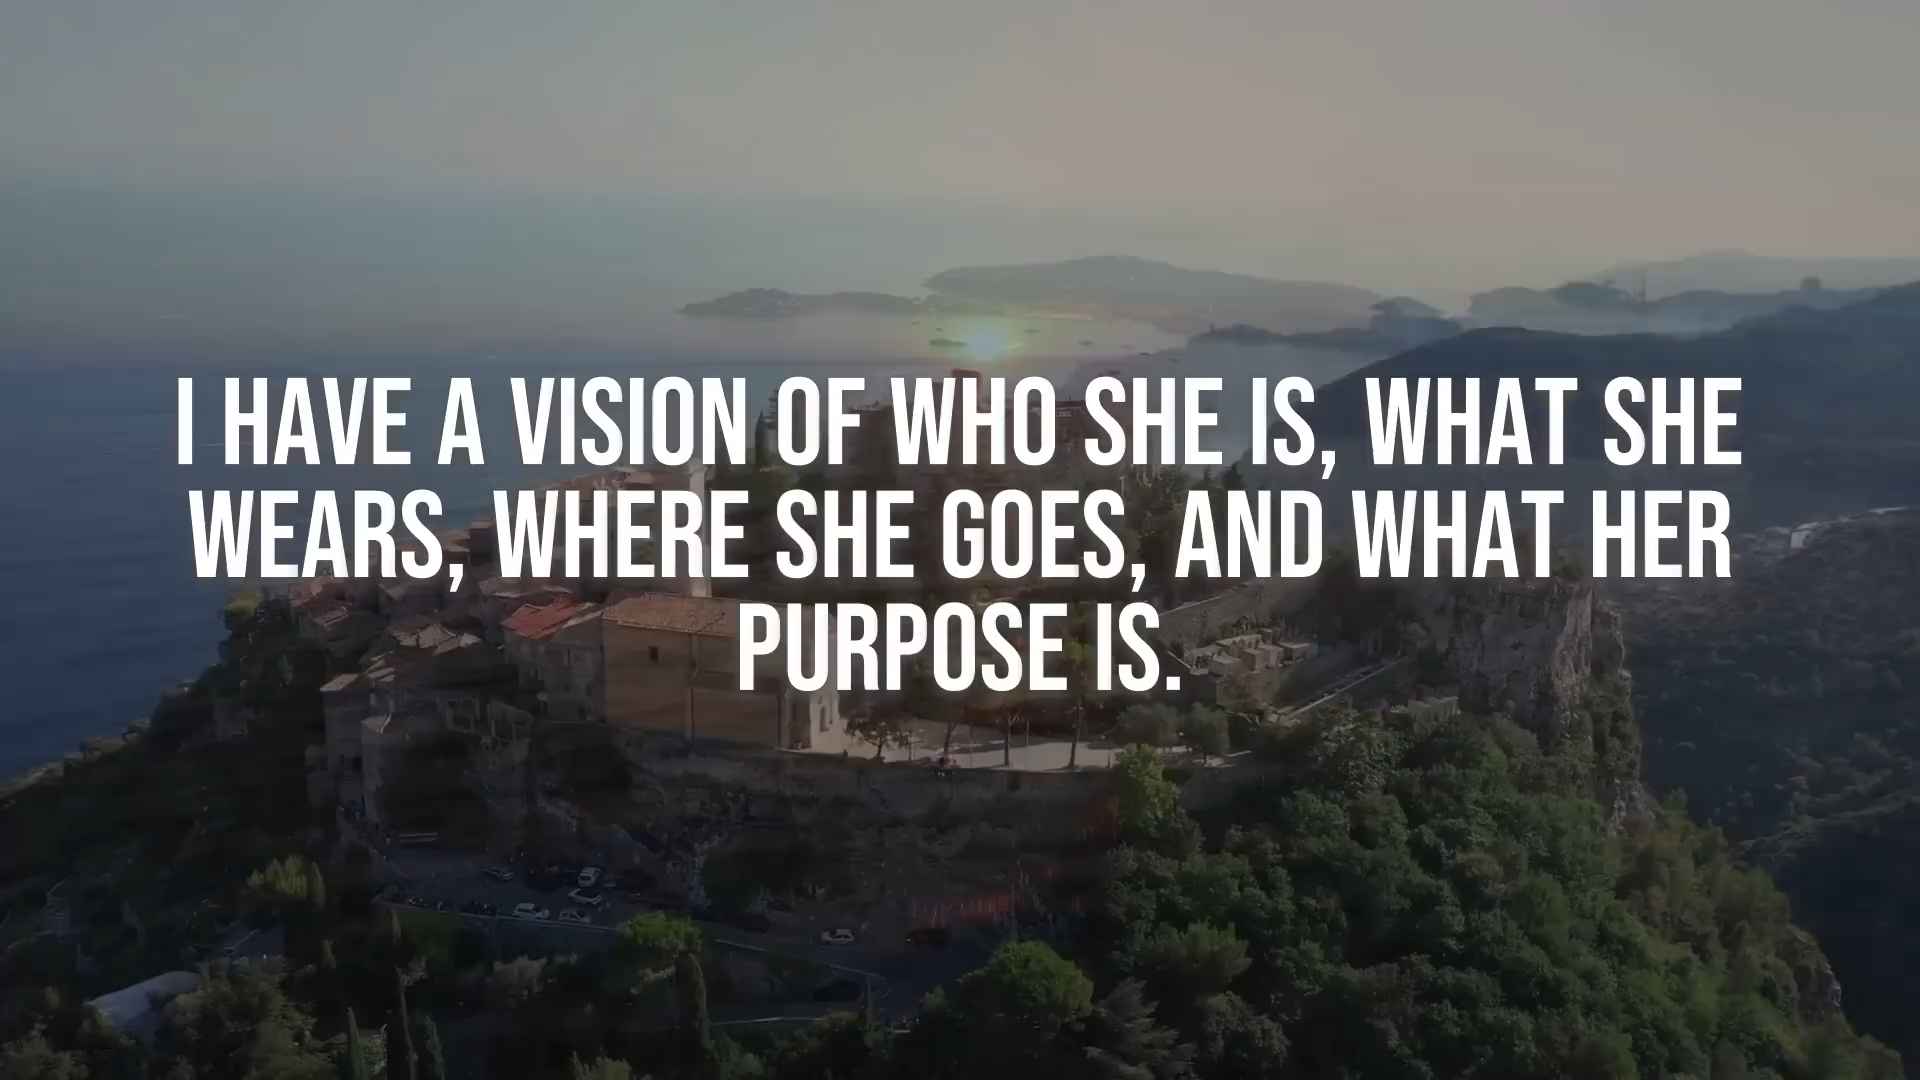 I HAVE A VISION OF WHO SHE IS, WHAT SHE
WEARS, WHERE SHE GOES, AND WHAT HER
PURPOSE IS.